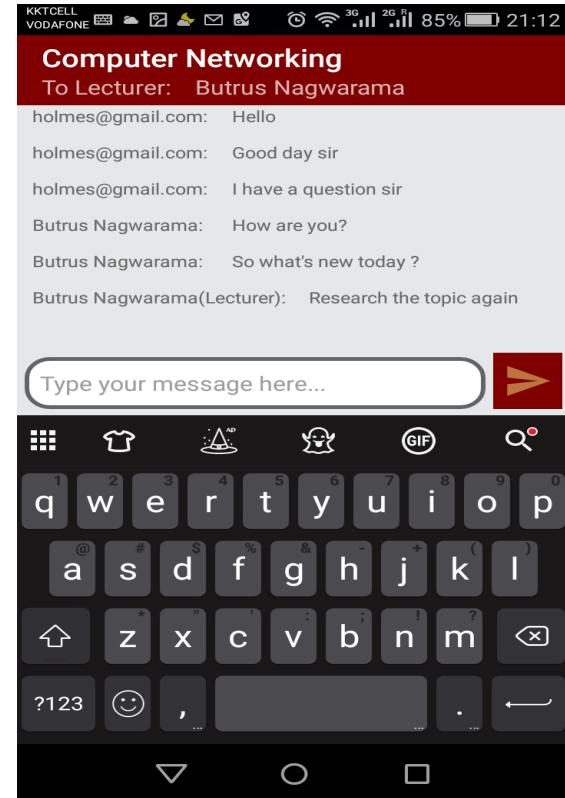 KKTCELL
VODAFONE 3G R 2G 85% 21:12
Computer Networking
To Lecturer: Butrus Nagwarama
holmes@gmail.com: Hello
holmes@gmail.com: Good day sir
holmes@gmail.com: I have a question sir
Butrus Nagwarama: How are you?
Butrus Nagwarama: So what's new today ?
Butrus Nagwarama(Lecturer): Research the topic again
Type your message here...
AD GIF
1 2 3 4 5 6 7 8 9 0
q w e r t y u i o p
@ # $ % & - + ( )
a s d f g h j k l
* " ' : ; ! ?
z x c v b n m
?123 , .